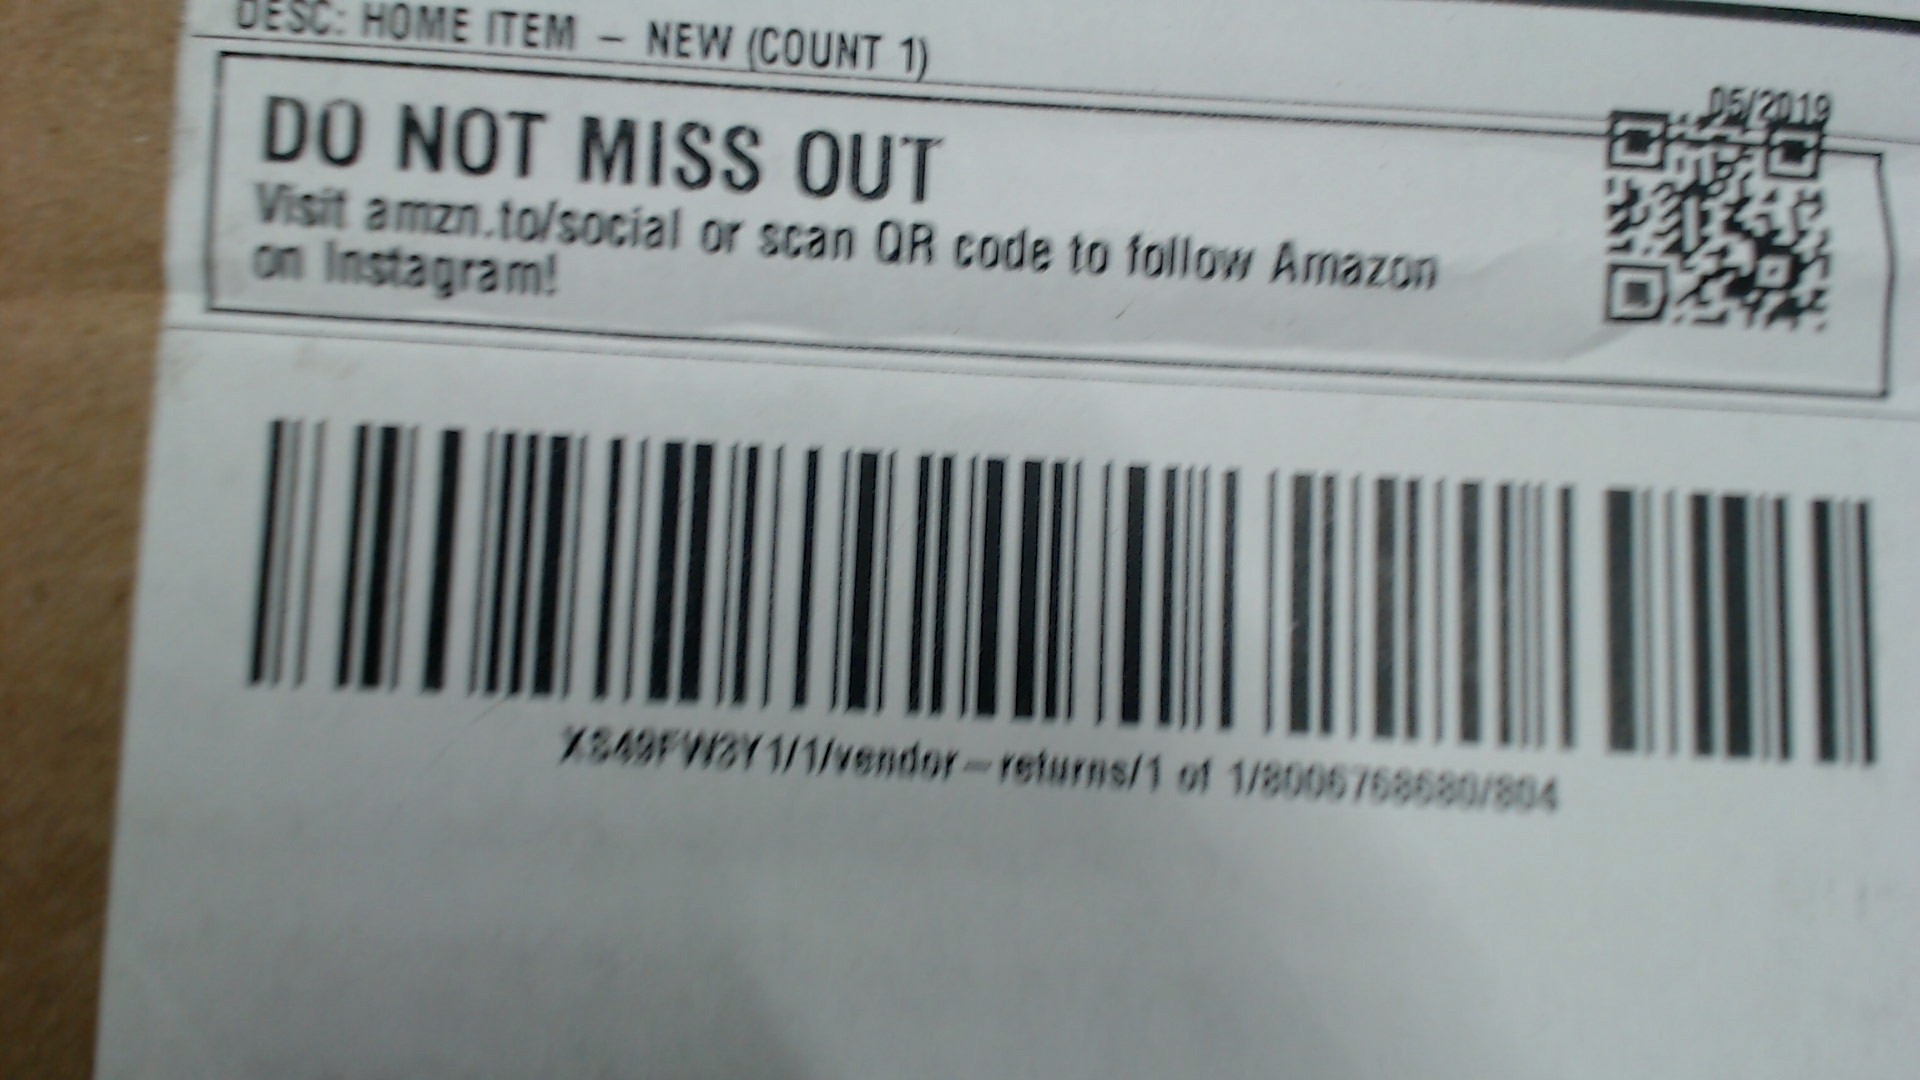 DESC: HOME ITEM - NEW (COUNT 1)
05/2019
DO NOT MISS OUT
Visit amzn.to/social or scan QR code to follow Amazon
on Instagram!
XS49FW3Y1/1/vendor-returns/1 of 1/8006768680/804